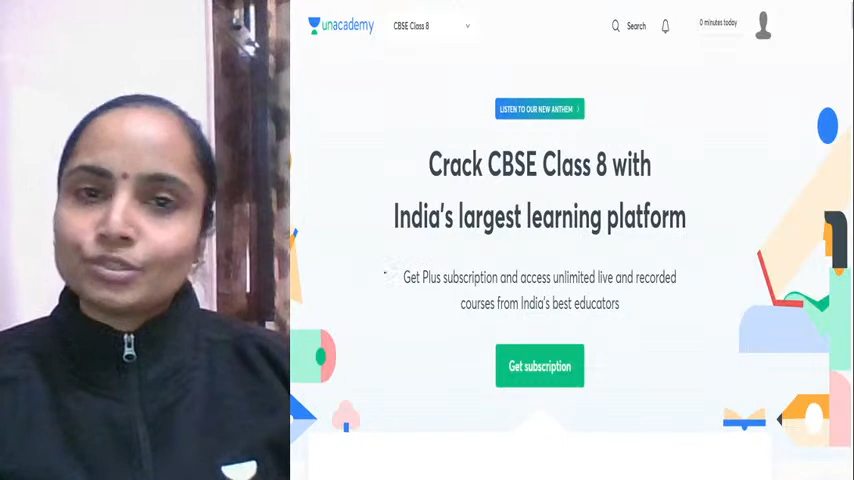 unacademy
CBSE Class 8
Search
0 minutes today
LISTEN TO OUR NEW ANTHEM
Crack CBSE Class 8 with
India's largest learning platform
Get Plus subscription and access unlimited live and recorded
courses from India's best educators
Get subscription